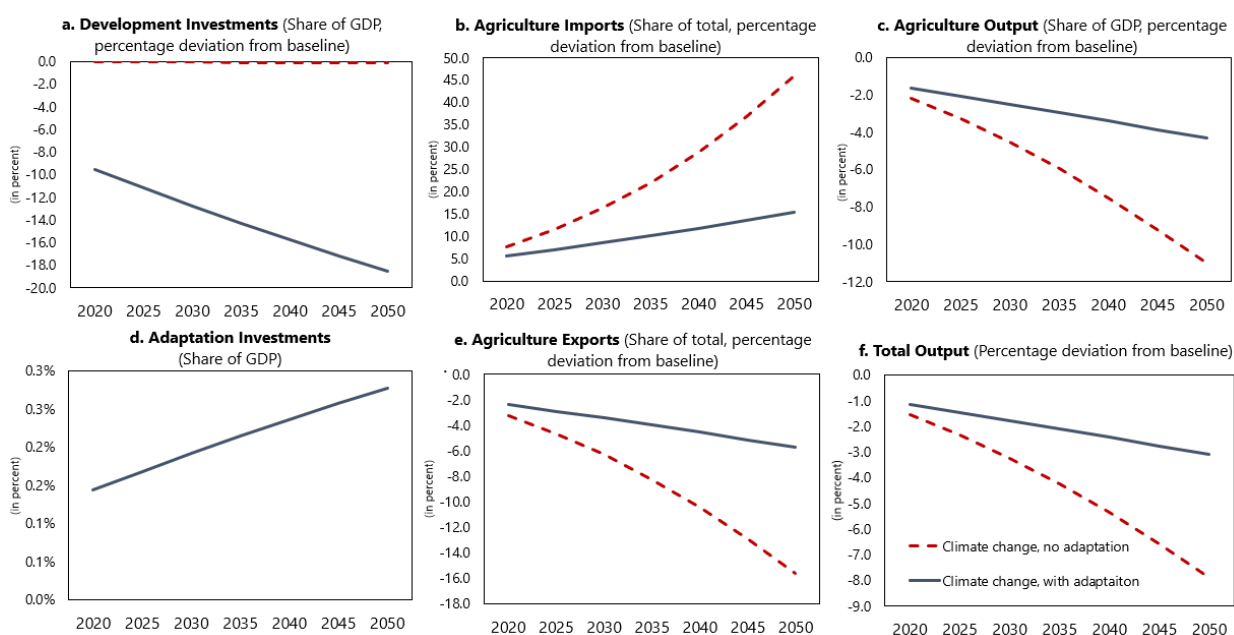 a. Development Investments (Share of GDP,
percentage deviation from baseline)
0.0
-2.0
-4.0
-6.0
-8.0
-10.0
-12.0
-14.0
-16.0
-18.0
-20.0
(in percent)
2020 2025 2030 2035 2040 2045 2050
b. Agriculture Imports (Share of total, percentage
deviation from baseline)
50.0
45.0
40.0
35.0
30.0
25.0
20.0
15.0
10.0
5.0
0.0
(in percent)
2020 2025 2030 2035 2040 2045 2050
c. Agriculture Output (Share of GDP, percentage
deviation from baseline)
0.0
-2.0
-4.0
-6.0
-8.0
-10.0
-12.0
(in percent)
2020 2025 2030 2035 2040 2045 2050
d. Adaptation Investments
(Share of GDP)
0.3%
0.3%
0.2%
0.2%
0.1%
0.1%
0.0%
(in percent)
2020 2025 2030 2035 2040 2045 2050
e. Agriculture Exports (Share of total, percentage
deviation from baseline)
0.0
-2.0
-4.0
-6.0
-8.0
-10.0
-12.0
-14.0
-16.0
-18.0
(in percent)
2020 2025 2030 2035 2040 2045 2050
f. Total Output (Percentage deviation from baseline)
0.0
-1.0
-2.0
-3.0
-4.0
-5.0
-6.0
-7.0
-8.0
-9.0
(in percent)
Climate change, no adaptation
Climate change, with adaptaiton
2020 2025 2030 2035 2040 2045 2050